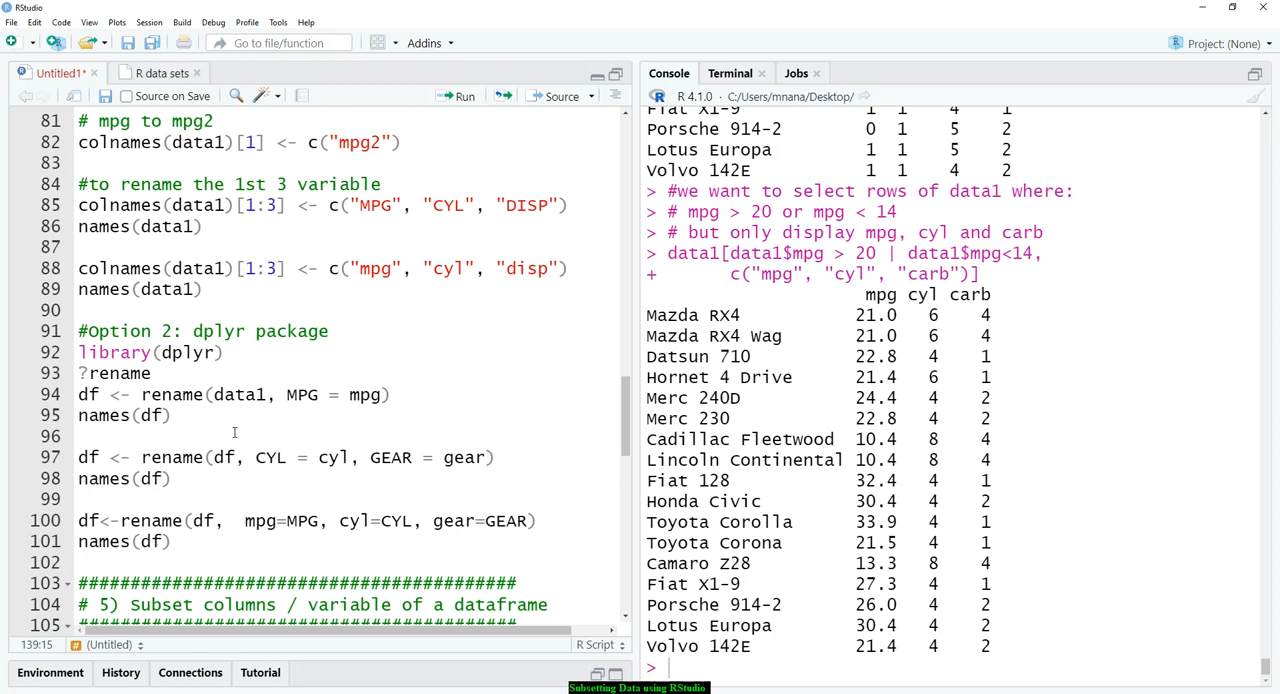 RStudio
File Edit Code View Plots Session Build Debug Profile Tools Help
Go to file/function Addins Project: (None)
Untitled1* R data sets
Source on Save Run Source
81 # mpg to mpg2
82 colnames(data1)[1] <- c("mpg2")
83
84 #to rename the 1st 3 variable
85 colnames(data1)[1:3] <- c("MPG", "CYL", "DISP")
86 names(data1)
87
88 colnames(data1)[1:3] <- c("mpg", "cyl", "disp")
89 names(data1)
90
91 #Option 2: dplyr package
92 library(dplyr)
93 ?rename
94 df <- rename(data1, MPG = mpg)
95 names(df)
96
97 df <- rename(df, CYL = cyl, GEAR = gear)
98 names(df)
99
100 df<-rename(df,  mpg=MPG, cyl=CYL, gear=GEAR)
101 names(df)
102
103 ##########################################
104 # 5) Subset columns / variable of a dataframe
105 ##########################################
139:15 # (Untitled) R Script
Environment History Connections Tutorial
Console Terminal Jobs
R 4.1.0 · C:/Users/mnana/Desktop/
Fiat X1-9 1 1 4 1
Porsche 914-2 0 1 5 2
Lotus Europa 1 1 5 2
Volvo 142E 1 1 4 2
> #we want to select rows of data1 where:
> # mpg > 20 or mpg < 14
> # but only display mpg, cyl and carb
> data1[data1$mpg > 20 | data1$mpg<14,
+       c("mpg", "cyl", "carb")]
mpg cyl carb
Mazda RX4 21.0 6 4
Mazda RX4 Wag 21.0 6 4
Datsun 710 22.8 4 1
Hornet 4 Drive 21.4 6 1
Merc 240D 24.4 4 2
Merc 230 22.8 4 2
Cadillac Fleetwood 10.4 8 4
Lincoln Continental 10.4 8 4
Fiat 128 32.4 4 1
Honda Civic 30.4 4 2
Toyota Corolla 33.9 4 1
Toyota Corona 21.5 4 1
Camaro Z28 13.3 8 4
Fiat X1-9 27.3 4 1
Porsche 914-2 26.0 4 2
Lotus Europa 30.4 4 2
Volvo 142E 21.4 4 2
>
Subsetting Data using RStudio